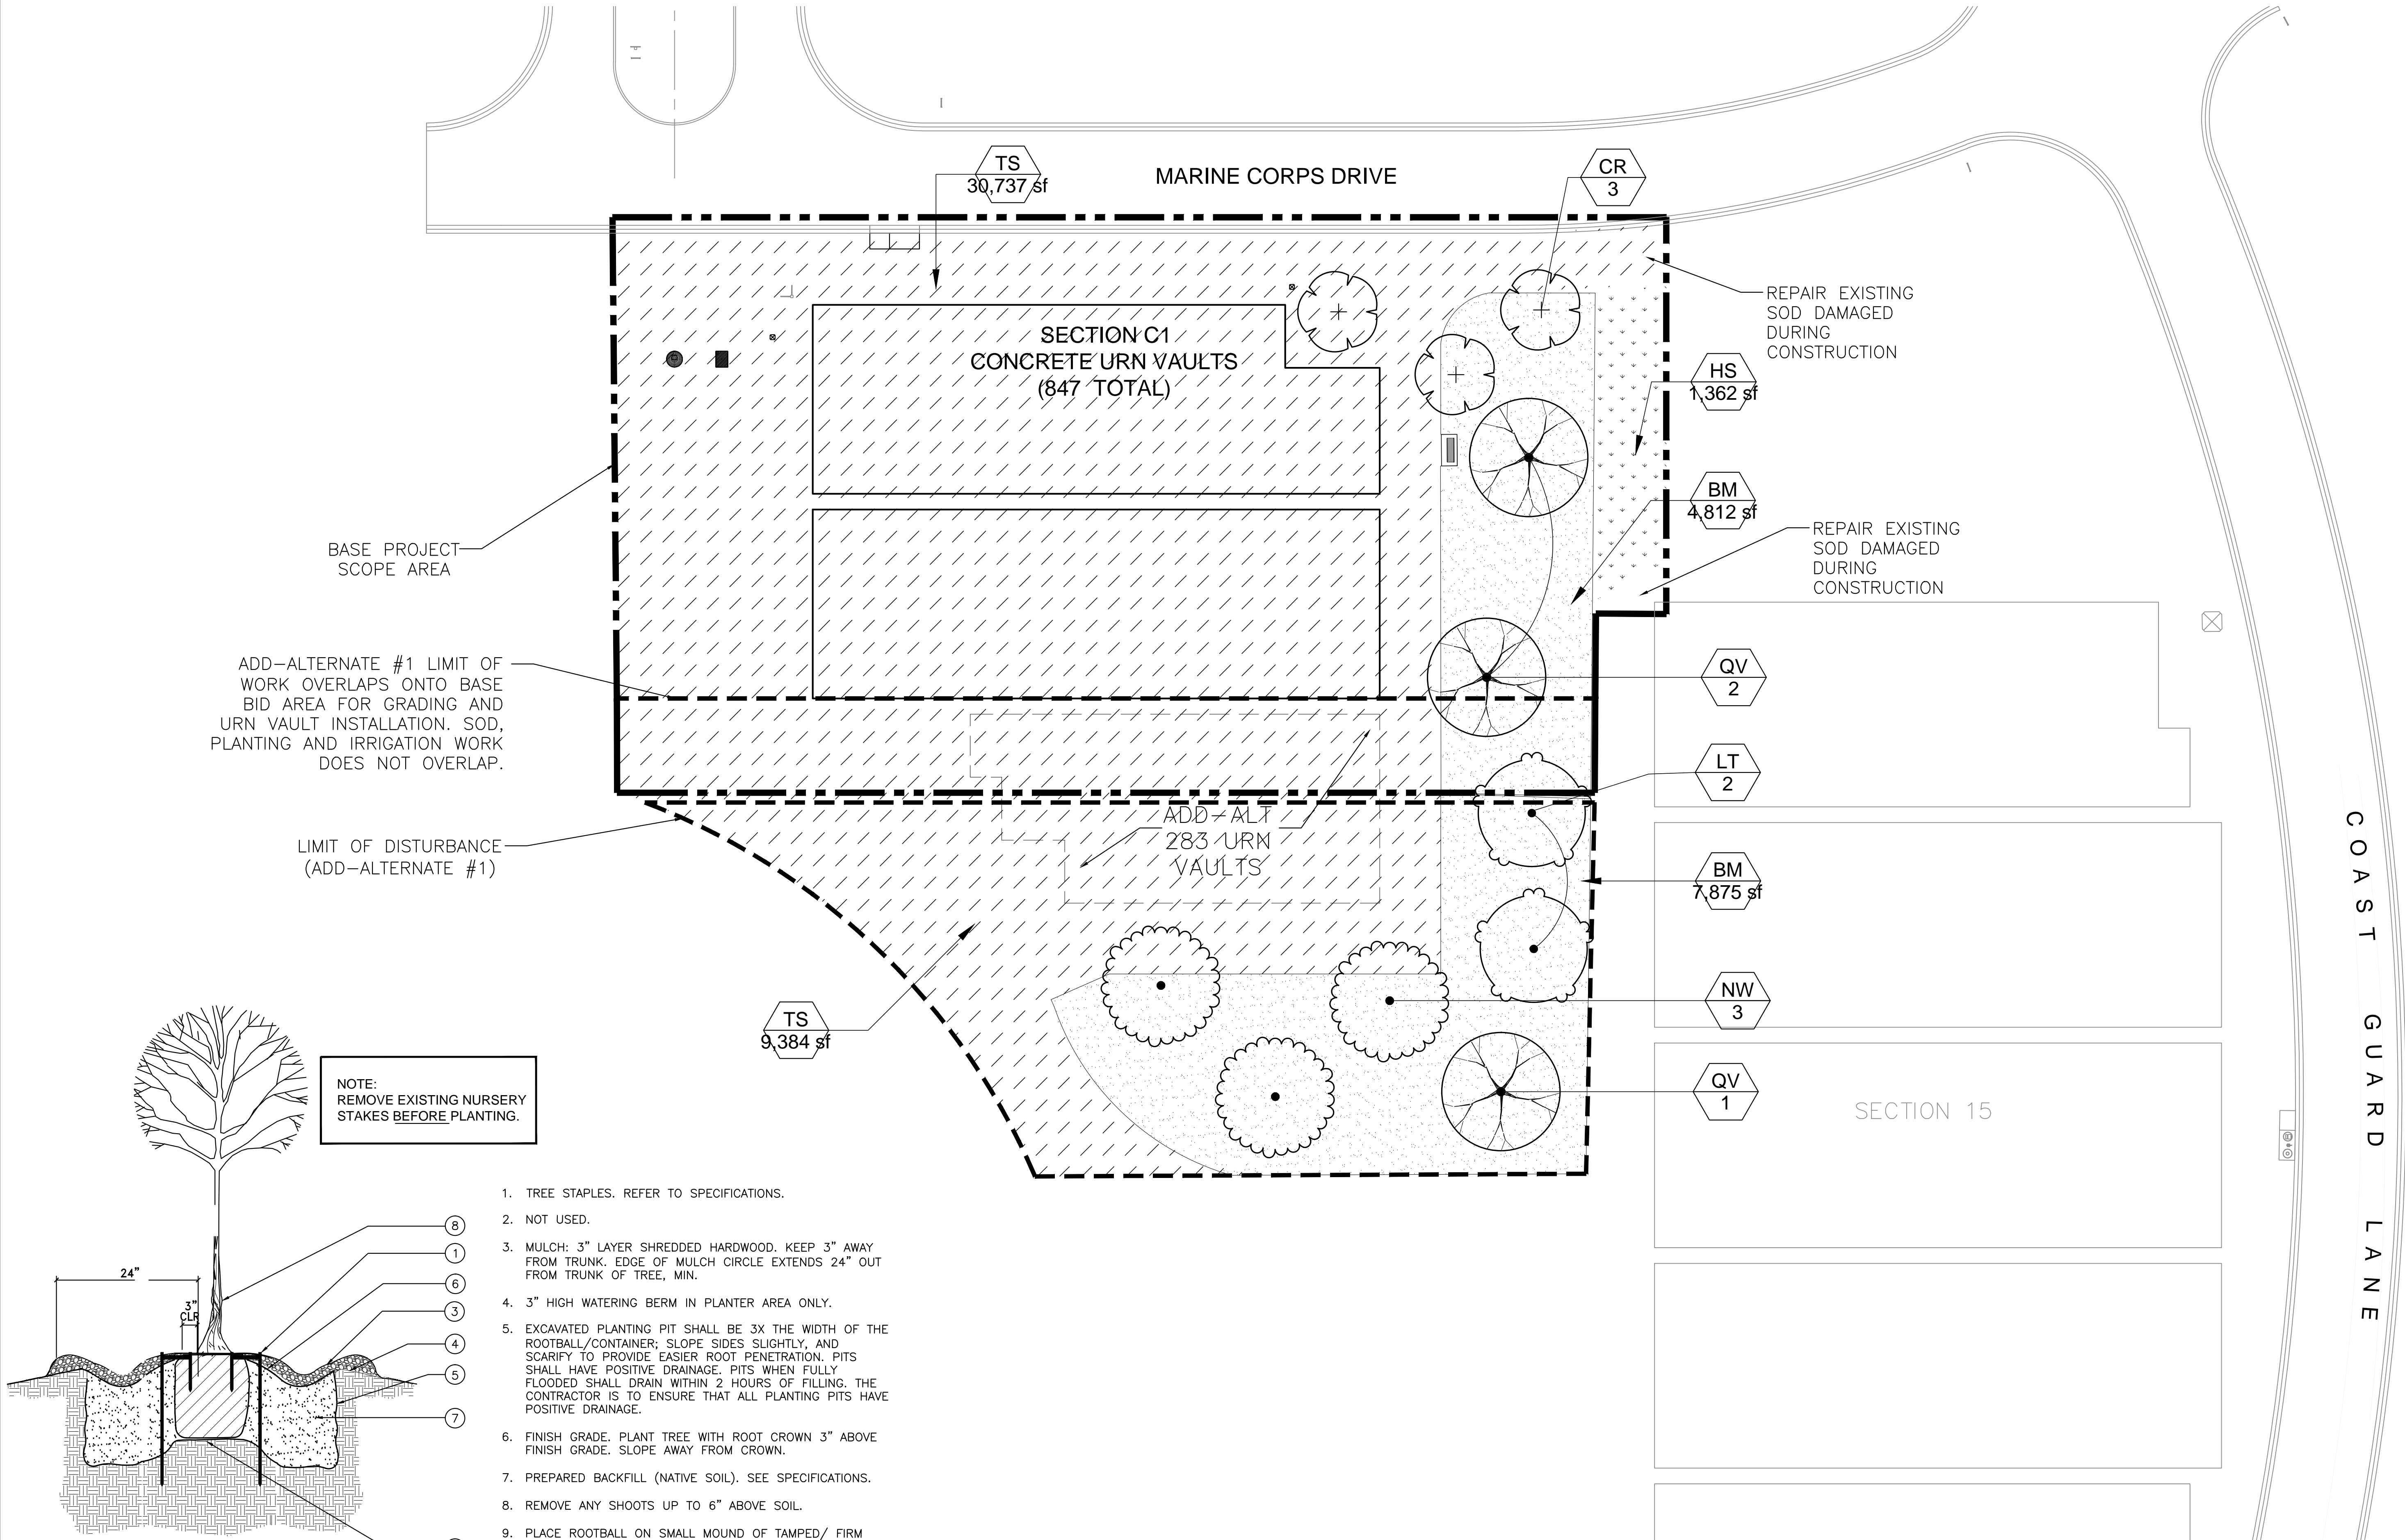 TS
30,737 sf
MARINE CORPS DRIVE
CR
3
REPAIR EXISTING
SOD DAMAGED
DURING
CONSTRUCTION
SECTION C1
CONCRETE URN VAULTS
(847 TOTAL)
HS
1,362 sf
BM
4,812 sf
REPAIR EXISTING
SOD DAMAGED
DURING
CONSTRUCTION
BASE PROJECT
SCOPE AREA
ADD-ALTERNATE #1 LIMIT OF
WORK OVERLAPS ONTO BASE
BID AREA FOR GRADING AND
URN VAULT INSTALLATION. SOD,
PLANTING AND IRRIGATION WORK
DOES NOT OVERLAP.
QV
2
LT
2
ADD-ALT
283 URN
VAULTS
LIMIT OF DISTURBANCE
(ADD-ALTERNATE #1)
BM
7,875 sf
NW
3
TS
9,384 sf
QV
1
SECTION 15
COAST GUARD LANE
NOTE:
REMOVE EXISTING NURSERY
STAKES BEFORE PLANTING.
24"
3"
CLR
8
1
6
3
4
5
7
1. TREE STAPLES. REFER TO SPECIFICATIONS.
2. NOT USED.
3. MULCH: 3" LAYER SHREDDED HARDWOOD. KEEP 3" AWAY
FROM TRUNK. EDGE OF MULCH CIRCLE EXTENDS 24" OUT
FROM TRUNK OF TREE, MIN.
4. 3" HIGH WATERING BERM IN PLANTER AREA ONLY.
5. EXCAVATED PLANTING PIT SHALL BE 3X THE WIDTH OF THE
ROOTBALL/CONTAINER; SLOPE SIDES SLIGHTLY, AND
SCARIFY TO PROVIDE EASIER ROOT PENETRATION. PITS
SHALL HAVE POSITIVE DRAINAGE. PITS WHEN FULLY
FLOODED SHALL DRAIN WITHIN 2 HOURS OF FILLING. THE
CONTRACTOR IS TO ENSURE THAT ALL PLANTING PITS HAVE
POSITIVE DRAINAGE.
6. FINISH GRADE. PLANT TREE WITH ROOT CROWN 3" ABOVE
FINISH GRADE. SLOPE AWAY FROM CROWN.
7. PREPARED BACKFILL (NATIVE SOIL). SEE SPECIFICATIONS.
8. REMOVE ANY SHOOTS UP TO 6" ABOVE SOIL.
9. PLACE ROOTBALL ON SMALL MOUND OF TAMPED/ FIRM